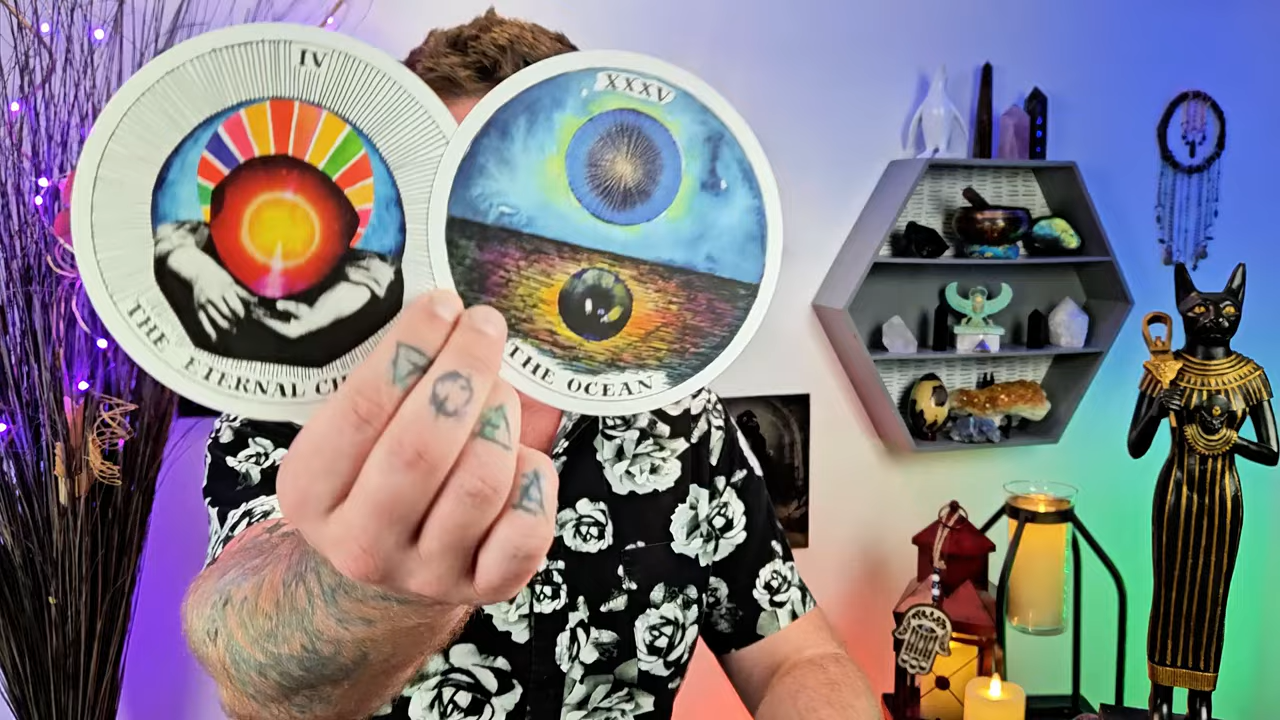 IV
THE ETERNAL
XXXV
THE OCEAN